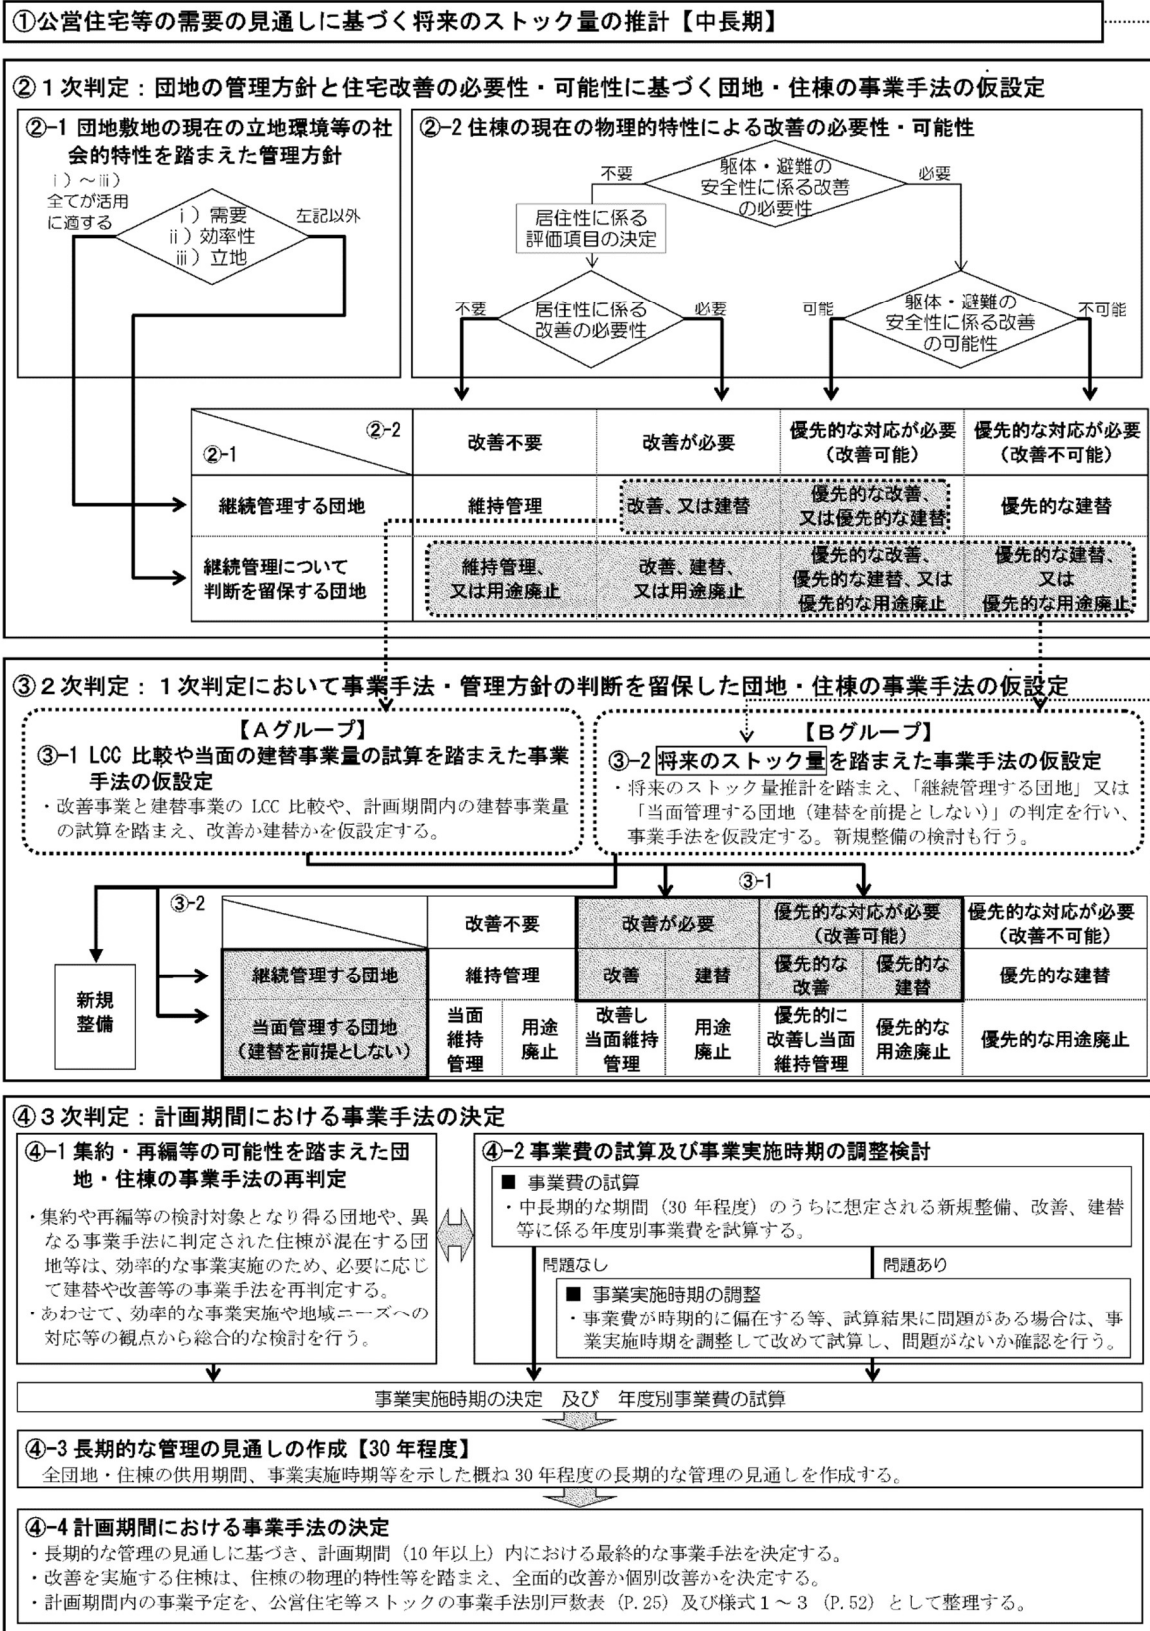 ①公営住宅等の需要の見通しに基づく将来のストック量の推計【中長期】
②１次判定：団地の管理方針と住宅改善の必要性・可能性に基づく団地・住棟の事業手法の仮設定
②-1 団地敷地の現在の立地環境等の社
会的特性を踏まえた管理方針
ⅰ）～ⅲ）
全てが活用
に適する
ⅰ）需要
ⅱ）効率性
ⅲ）立地
左記以外
②-2 住棟の現在の物理的特性による改善の必要性・可能性
不要
躯体・避難の
安全性に係る改善
の必要性
必要
居住性に係る
評価項目の決定
不要
居住性に係る
改善の必要性
必要
可能
躯体・避難の
安全性に係る改善
の可能性
不可能
②-2
②-1
改善不要
改善が必要
優先的な対応が必要
（改善可能）
優先的な対応が必要
（改善不可能）
継続管理する団地
維持管理
改善、又は建替
優先的な改善、
又は優先的な建替
優先的な建替
継続管理について
判断を留保する団地
維持管理、
又は用途廃止
改善、建替、
又は用途廃止
優先的な改善、
優先的な建替、又は
優先的な用途廃止
優先的な建替、
又は
優先的な用途廃止
③２次判定：１次判定において事業手法・管理方針の判断を留保した団地・住棟の事業手法の仮設定
【Ａグループ】
③-1 LCC 比較や当面の建替事業量の試算を踏まえた事業
手法の仮設定
・改善事業と建替事業の LCC 比較や、計画期間内の建替事業量
の試算を踏まえ、改善か建替かを仮設定する。
【Ｂグループ】
③-2 将来のストック量を踏まえた事業手法の仮設定
・将来のストック量推計を踏まえ、「継続管理する団地」又は
「当面管理する団地（建替を前提としない）」の判定を行い、
事業手法を仮設定する。新規整備の検討も行う。
③-1
③-2
新規
整備
改善不要
改善が必要
優先的な対応が必要
（改善可能）
優先的な対応が必要
（改善不可能）
継続管理する団地
維持管理
改善
建替
優先的な
改善
優先的な
建替
優先的な建替
当面管理する団地
（建替を前提としない）
当面
維持
管理
用途
廃止
改善し
当面維持
管理
用途
廃止
優先的に
改善し当面
維持管理
優先的な
用途廃止
優先的な用途廃止
④３次判定：計画期間における事業手法の決定
④-1 集約・再編等の可能性を踏まえた団
地・住棟の事業手法の再判定
・集約や再編等の検討対象となり得る団地や、異
なる事業手法に判定された住棟が混在する団
地等は、効率的な事業実施のため、必要に応じ
て建替や改善等の事業手法を再判定する。
・あわせて、効率的な事業実施や地域ニーズへの
対応等の観点から総合的な検討を行う。
④-2 事業費の試算及び事業実施時期の調整検討
■ 事業費の試算
・中長期的な期間（30 年程度）のうちに想定される新規整備、改善、建替
等に係る年度別事業費を試算する。
問題なし
問題あり
■ 事業実施時期の調整
・事業費が時期的に偏在する等、試算結果に問題がある場合は、事
業実施時期を調整して改めて試算し、問題がないか確認を行う。
事業実施時期の決定　及び　年度別事業費の試算
④-3 長期的な管理の見通しの作成【30 年程度】
全団地・住棟の供用期間、事業実施時期等を示した概ね 30 年程度の長期的な管理の見通しを作成する。
④-4 計画期間における事業手法の決定
・長期的な管理の見通しに基づき、計画期間（10 年以上）内における最終的な事業手法を決定する。
・改善を実施する住棟は、住棟の物理的特性等を踏まえ、全面的改善か個別改善かを決定する。
・計画期間内の事業予定を、公営住宅等ストックの事業手法別戸数表（P.25）及び様式１～３（P.52）として整理する。